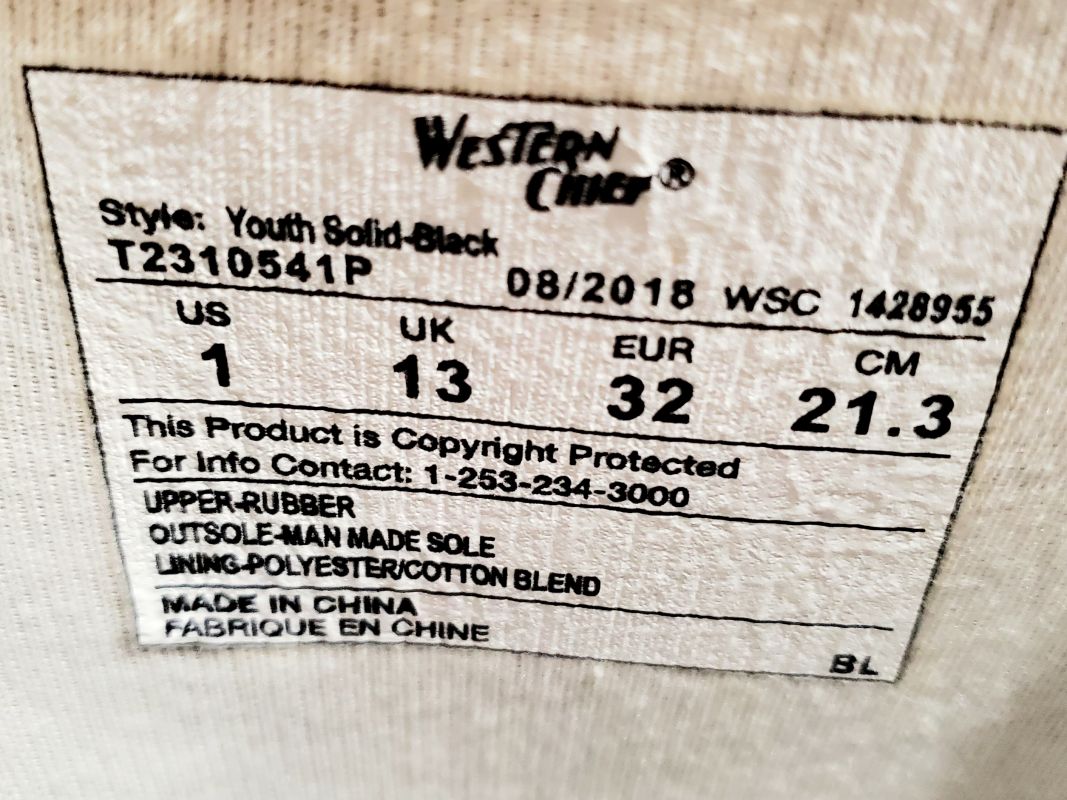 WESTERN
CHIEF®
Style: Youth Solid-Black
T2310541P 08/2018 WSC 1428955
US UK EUR CM
1 13 32 21.3
This Product is Copyright Protected
For Info Contact: 1-253-234-3000
UPPER-RUBBER
OUTSOLE-MAN MADE SOLE
LINING-POLYESTER/COTTON BLEND
MADE IN CHINA
FABRIQUE EN CHINE
BL